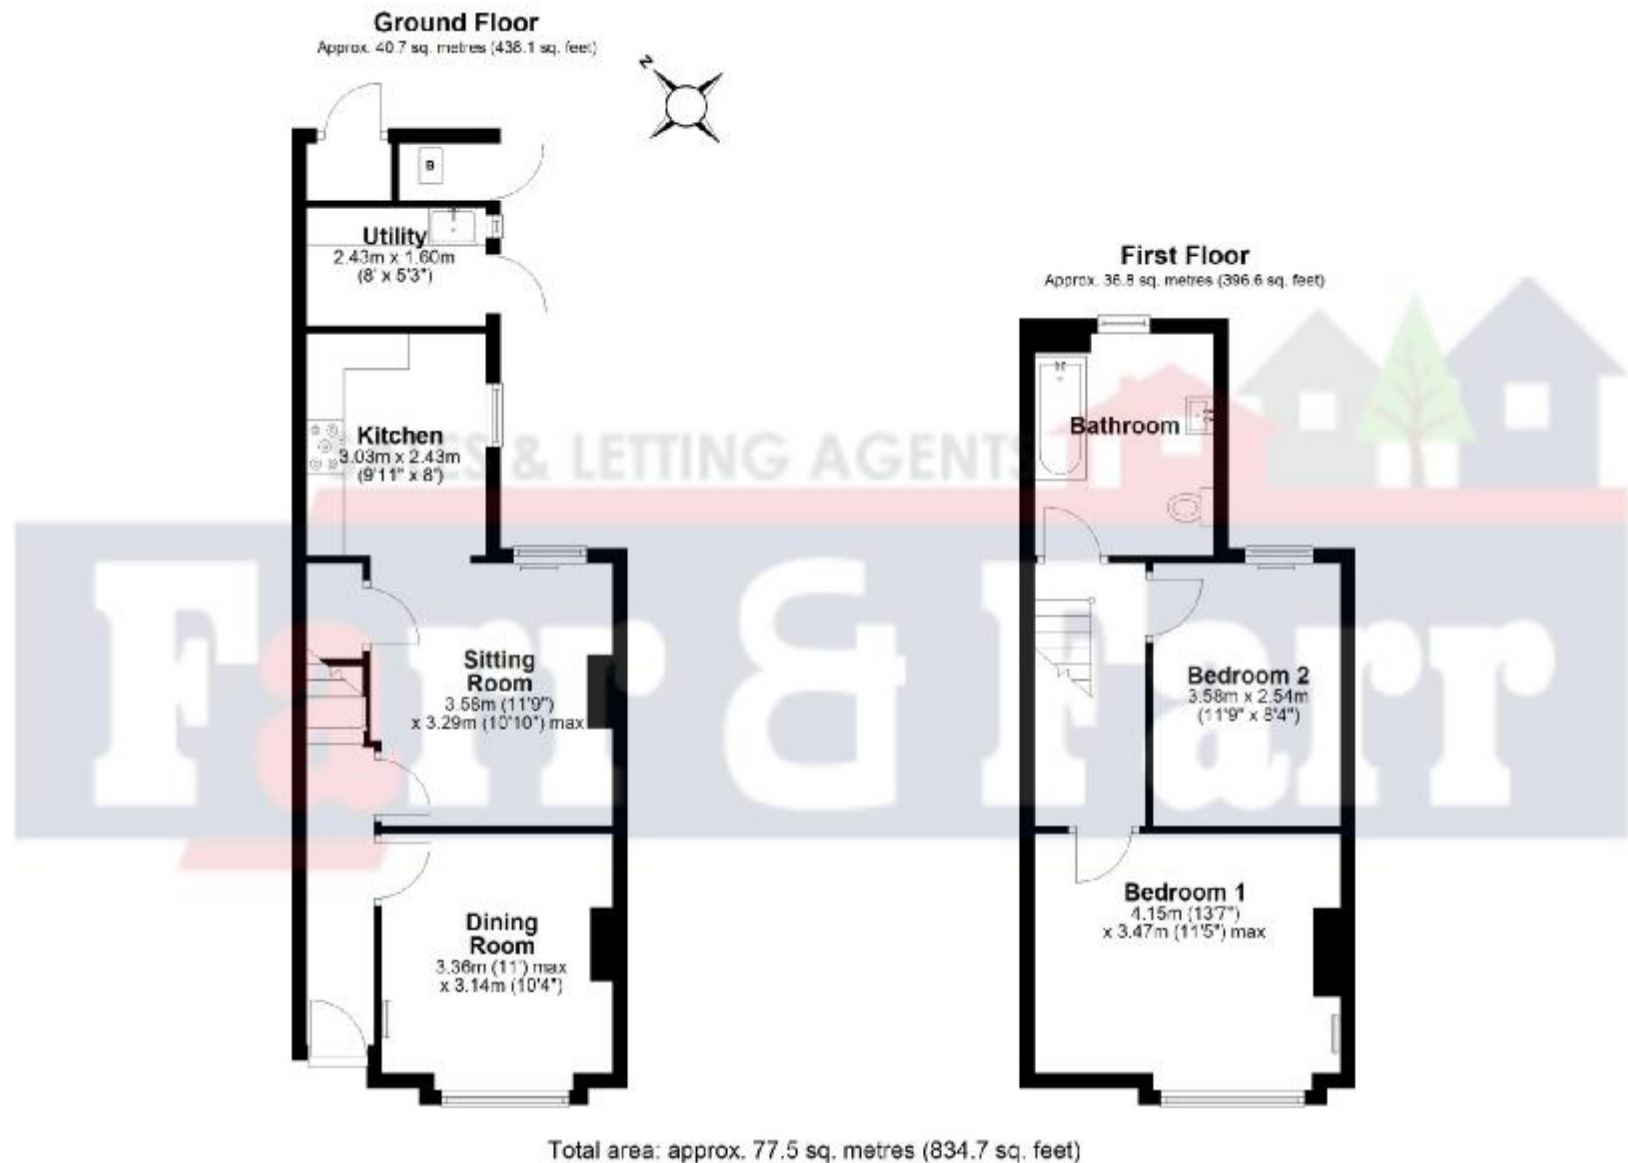 Ground Floor
Approx. 40.7 sq. metres (438.1 sq. feet)
N
B
Utility
2.43m x 1.60m
(8' x 5'3")
Kitchen
3.03m x 2.43m
(9'11" x 8')
Sitting
Room
3.58m (11'9")
x 3.29m (10'10") max
Dining
Room
3.36m (11') max
x 3.14m (10'4")
First Floor
Approx. 36.8 sq. metres (396.6 sq. feet)
Bathroom
Bedroom 2
3.58m x 2.54m
(11'9" x 8'4")
Bedroom 1
4.15m (13'7")
x 3.47m (11'5") max
ES & LETTING AGENTS
Farr & Farr
Total area: approx. 77.5 sq. metres (834.7 sq. feet)